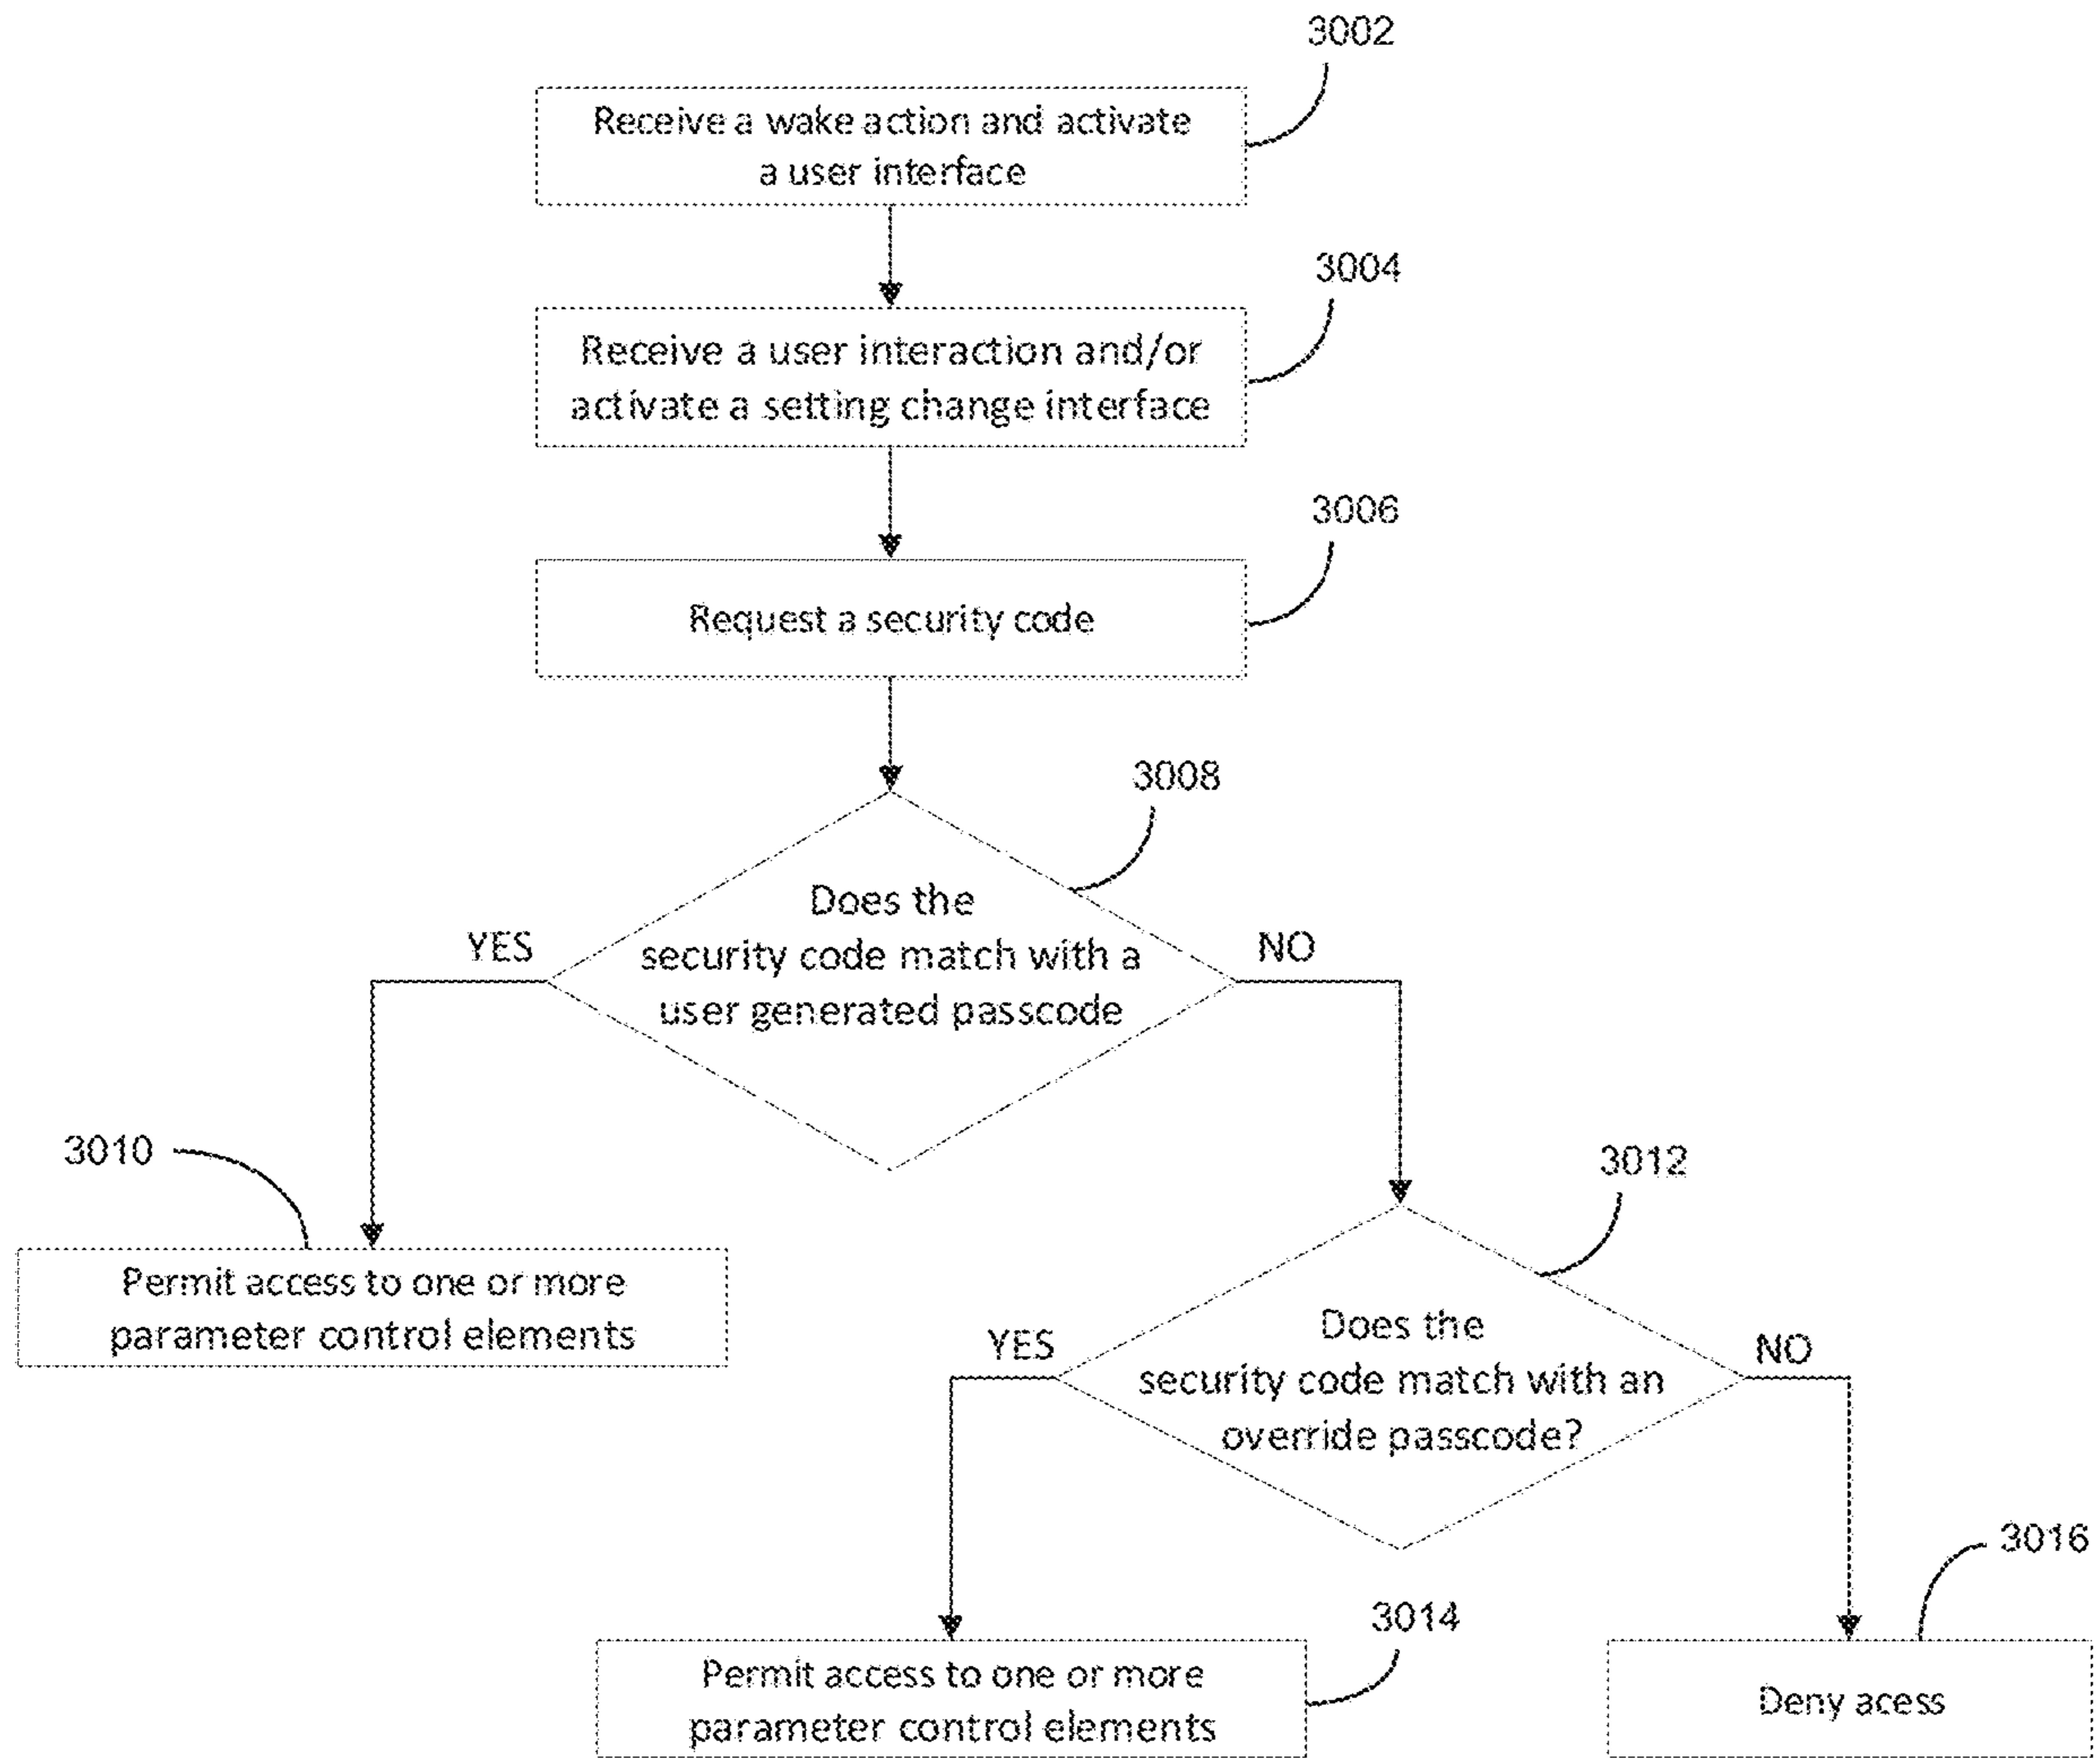 3002
Receive a wake action and activate
a user interface
3004
Receive a user interaction and/or
activate a setting change interface
3006
Request a security code
3008
Does the
security code match with a
user generated passcode
YES
NO
3010
Permit access to one or more
parameter control elements
3012
Does the
security code match with an
override passcode?
YES
NO
3014
Permit access to one or more
parameter control elements
3016
Deny acess